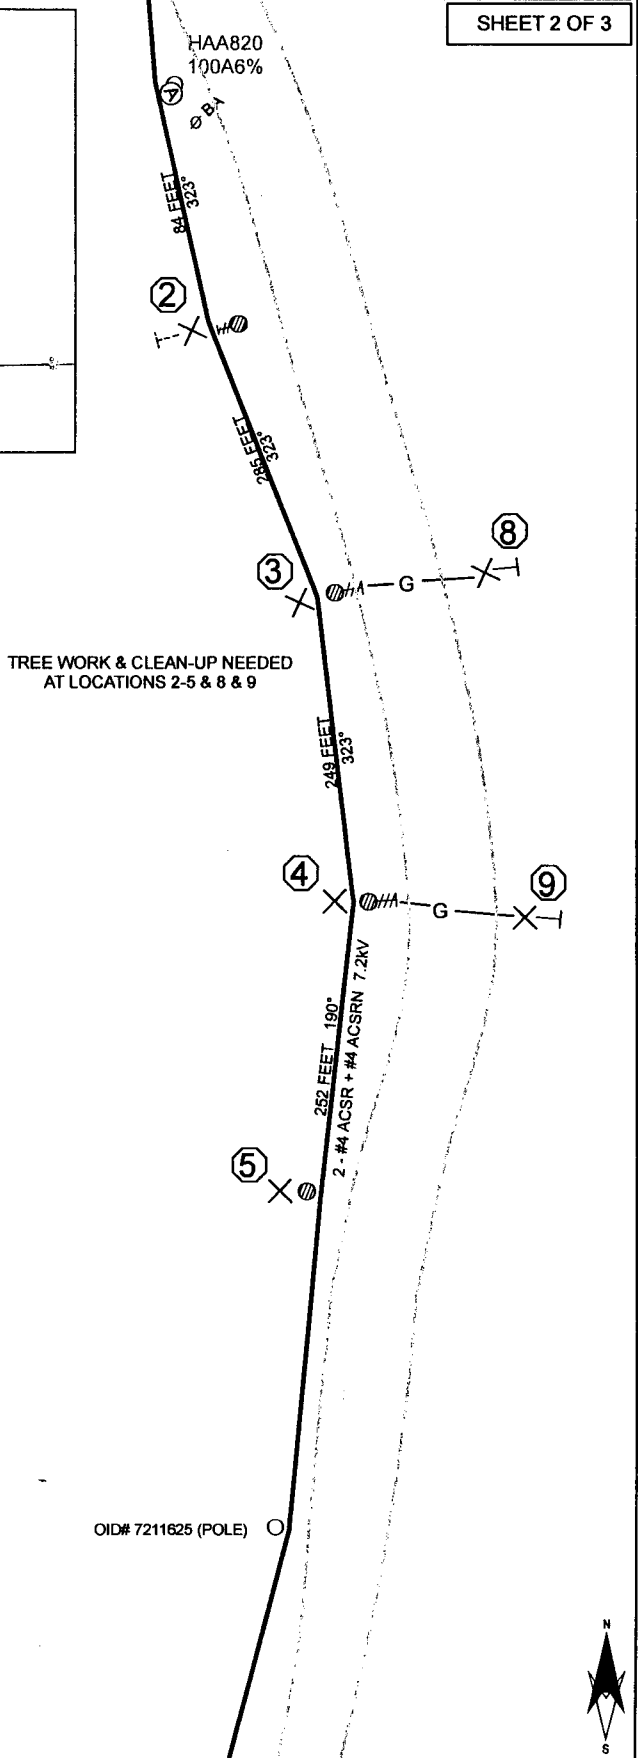 SHEET 2 OF 3
HAA820
100A6%
A
Ø BY
84 FEET
323°
2
285 FEET
323°
8
3
G
TREE WORK & CLEAN-UP NEEDED
AT LOCATIONS 2-5 & 8 & 9
249 FEET
323°
4
9
G
252 FEET 190°
2 - #4 ACSR + #4 ACSRN 7.2kV
5
OID# 7211625 (POLE)
N
S